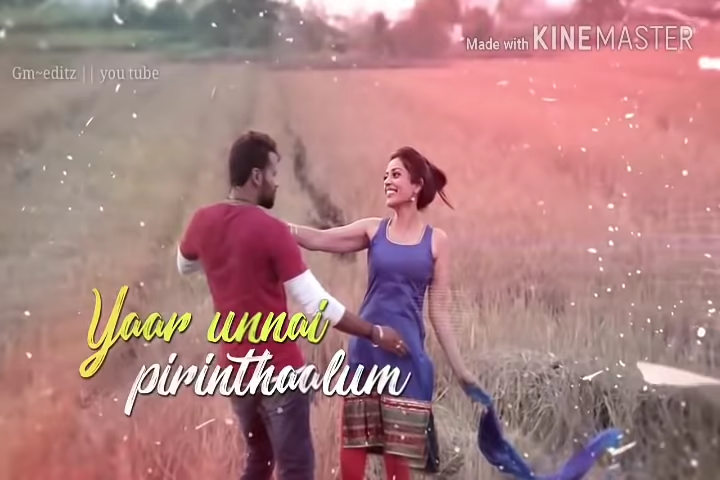 Made with KINEMASTER
Gm~editz || you tube
Yaar unnai
pirinthaalum